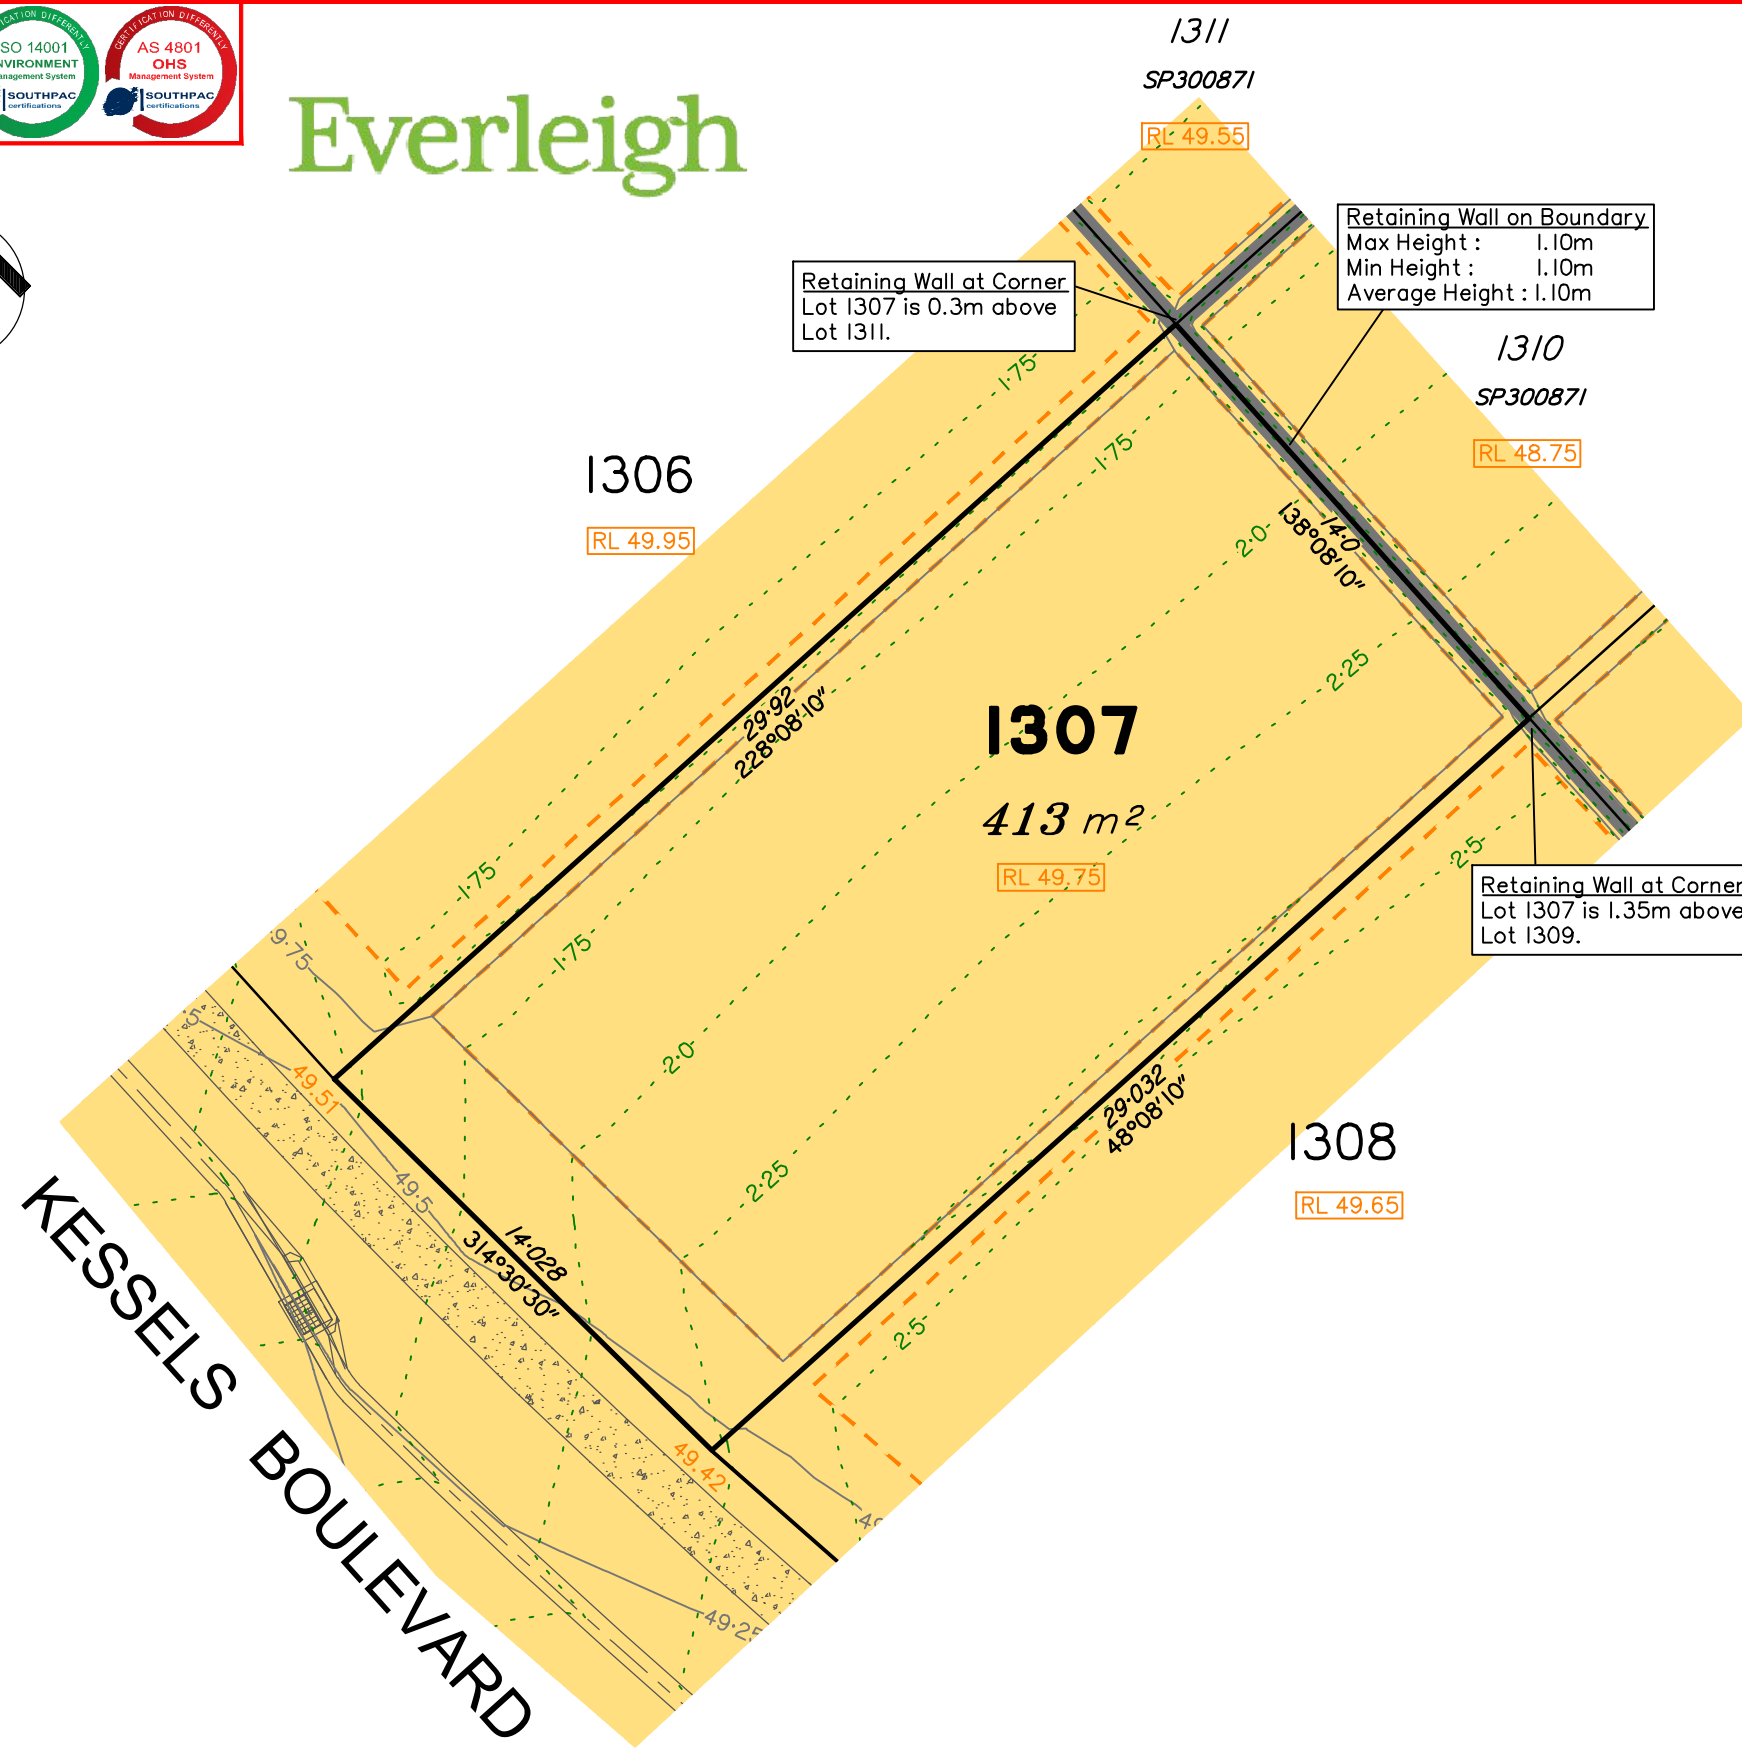 CERTIFICATION DIFFERENTLY
ISO 14001
ENVIRONMENT
Management System
SOUTHPAC
certifications
CERTIFICATION DIFFERENTLY
AS 4801
OHS
Management System
SOUTHPAC
certifications
Everleigh
1311
SP300871
RL 49.55
Retaining Wall on Boundary
Max Height : 1.10m
Min Height : 1.10m
Average Height : 1.10m
Retaining Wall at Corner
Lot 1307 is 0.3m above
Lot 1311.
1310
SP300871
RL 48.75
1306
RL 49.95
1.75
1.75
2.0
2.25
14.0
138°08'10"
29.92
228°08'10"
1307
413 m²
RL 49.75
1.75
1.75
2.5
Retaining Wall at Corner
Lot 1307 is 1.35m above
Lot 1309.
9.75
.5
49.51
2.0
2.25
49.5
29.032
48°08'10"
1308
RL 49.65
14.028
314°30'30"
2.5
49.42
49.25
KESSELS BOULEVARD